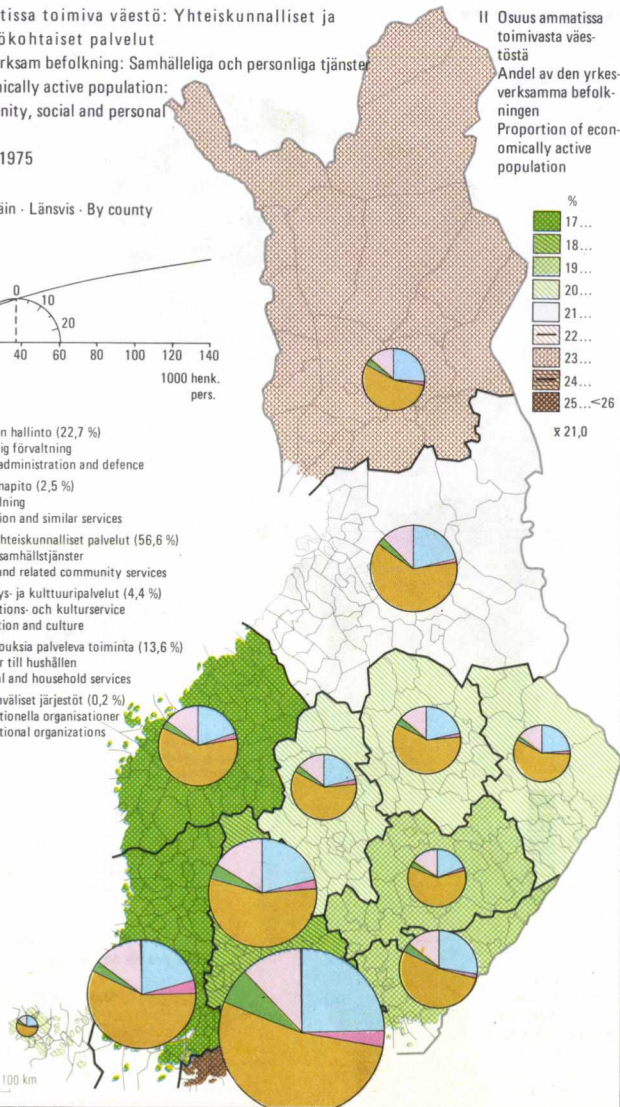 tissa toimiva väestö: Yhteiskunnalliset ja
ökohtaiset palvelut
rksam befolkning: Samhälleliga och personliga tjänster
nically active population:
nity, social and personal
1975
äin · Länsvis · By county
0
10
20
40 60 80 100 120 140
1000 henk.
pers.
n hallinto (22,7 %)
ig förvaltning
administration and defence
napito (2,5 %)
lning
ion and similar services
hteiskunnalliset palvelut (56,6 %)
samhällstjänster
and related community services
ys- ja kulttuuripalvelut (4,4 %)
tions- och kulturservice
tion and culture
ouksia palveleva toiminta (13,6 %)
r till hushållen
al and household services
nväliset järjestöt (0,2 %)
tionella organisationer
tional organizations
100 km
II Osuus ammatissa
toimivasta väes-
töstä
Andel av den yrkes-
verksamma befolk-
ningen
Proportion of econ-
omically active
population
%
17...
18...
19...
20...
21...
22...
23...
24...
25...<26
x̄ 21,0